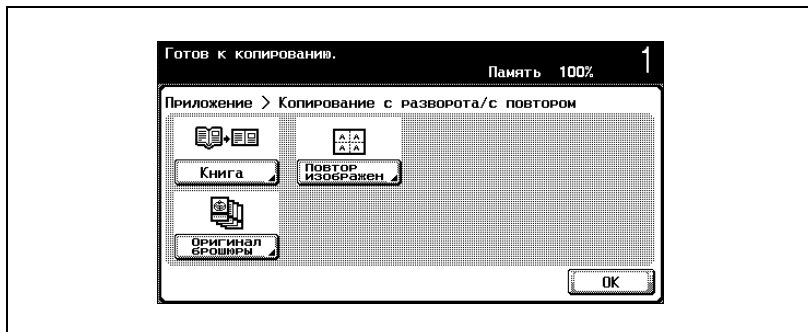 Готов к копированию.
Память 100% 1
Приложение > Копирование с разворота/с повтором
A A
A A
Книга
Повтор
изображен
Оригинал
брошюры
OK